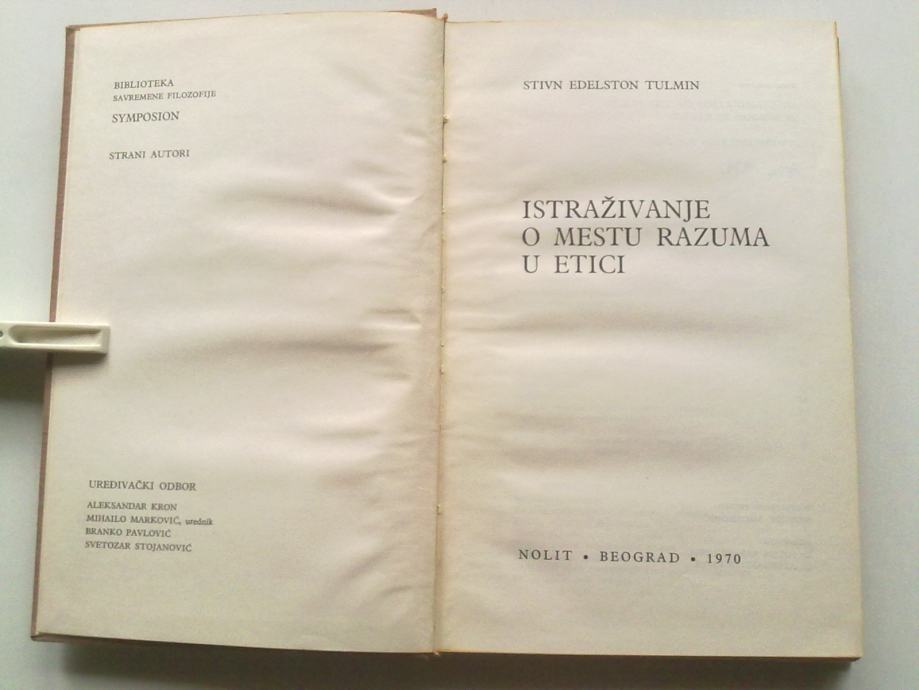 BIBLIOTEKA
SAVREMENE FILOZOFIJE
SYMPOSION
STRANI AUTORI
UREĐIVAČKI ODBOR
ALEKSANDAR KRON
MIHAILO MARKOVIĆ, urednik
BRANKO PAVLOVIĆ
SVETOZAR STOJANOVIĆ
STIVN EDELSTON TULMIN
ISTRAŽIVANJE
O MESTU RAZUMA
U ETICI
NOLIT • BEOGRAD • 1970